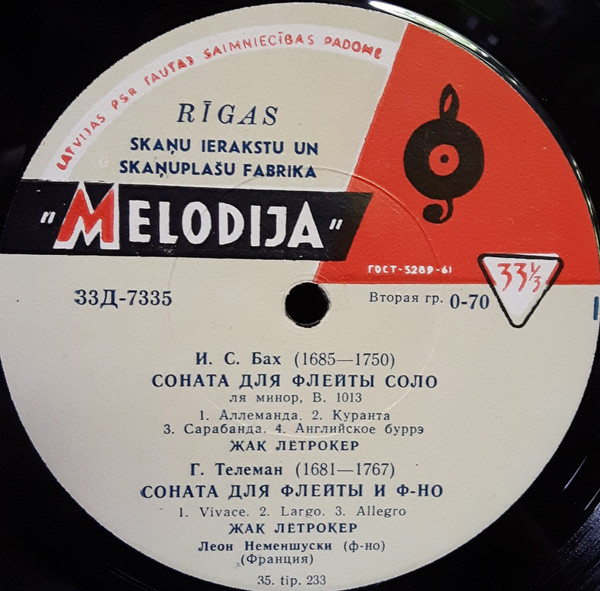 LATVIJAS PSR TAUTAS SAIMNIECĪBAS PADOME
RĪGAS
SKAŅU IERAKSTU UN
SKAŅUPLAŠU FABRIKA
"MELODIJA"
ГОСТ-5289-61
33⅓
33Д-7335
Вторая гр. 0-70
И. С. Бах (1685—1750)
СОНАТА ДЛЯ ФЛЕЙТЫ СОЛО
ля минор, В. 1013
1. Аллеманда. 2. Куранта
3. Сарабанда. 4. Английское буррэ
ЖАК ЛЕТРОКЕР
Г. Телеман (1681—1767)
СОНАТА ДЛЯ ФЛЕЙТЫ И Ф-НО
1. Vivace. 2. Largo. 3. Allegro
ЖАК ЛЕТРОКЕР
Леон Неменшуски (ф-но)
(Франция)
35. tip. 233